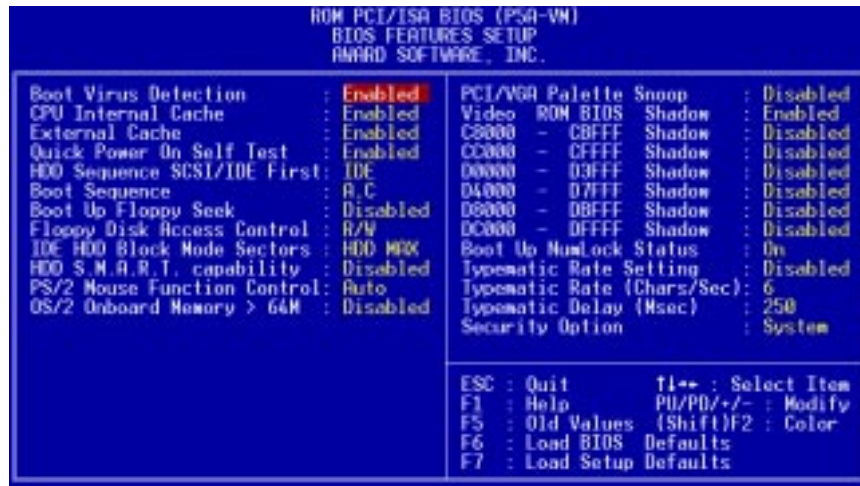 ROM PCI/ISA BIOS (P5A-VM)
BIOS FEATURES SETUP
AWARD SOFTWARE, INC.
Boot Virus Detection : Enabled
CPU Internal Cache : Enabled
External Cache : Enabled
Quick Power On Self Test : Enabled
HDD Sequence SCSI/IDE First: IDE
Boot Sequence : A,C
Boot Up Floppy Seek : Disabled
Floppy Disk Access Control : R/W
IDE HDD Block Mode Sectors : HDD MAX
HDD S.M.A.R.T. capability : Disabled
PS/2 Mouse Function Control: Auto
OS/2 Onboard Memory > 64M : Disabled
PCI/VGA Palette Snoop : Disabled
Video ROM BIOS Shadow : Enabled
C8000 - CBFFF Shadow : Disabled
CC000 - CFFFF Shadow : Disabled
D0000 - D3FFF Shadow : Disabled
D4000 - D7FFF Shadow : Disabled
D8000 - DBFFF Shadow : Disabled
DC000 - DFFFF Shadow : Disabled
Boot Up NumLock Status : On
Typematic Rate Setting : Disabled
Typematic Rate (Chars/Sec): 6
Typematic Delay (Msec) : 250
Security Option : System
ESC : Quit ↑↓→← : Select Item
F1 : Help PU/PD/+/- : Modify
F5 : Old Values (Shift)F2 : Color
F6 : Load BIOS Defaults
F7 : Load Setup Defaults